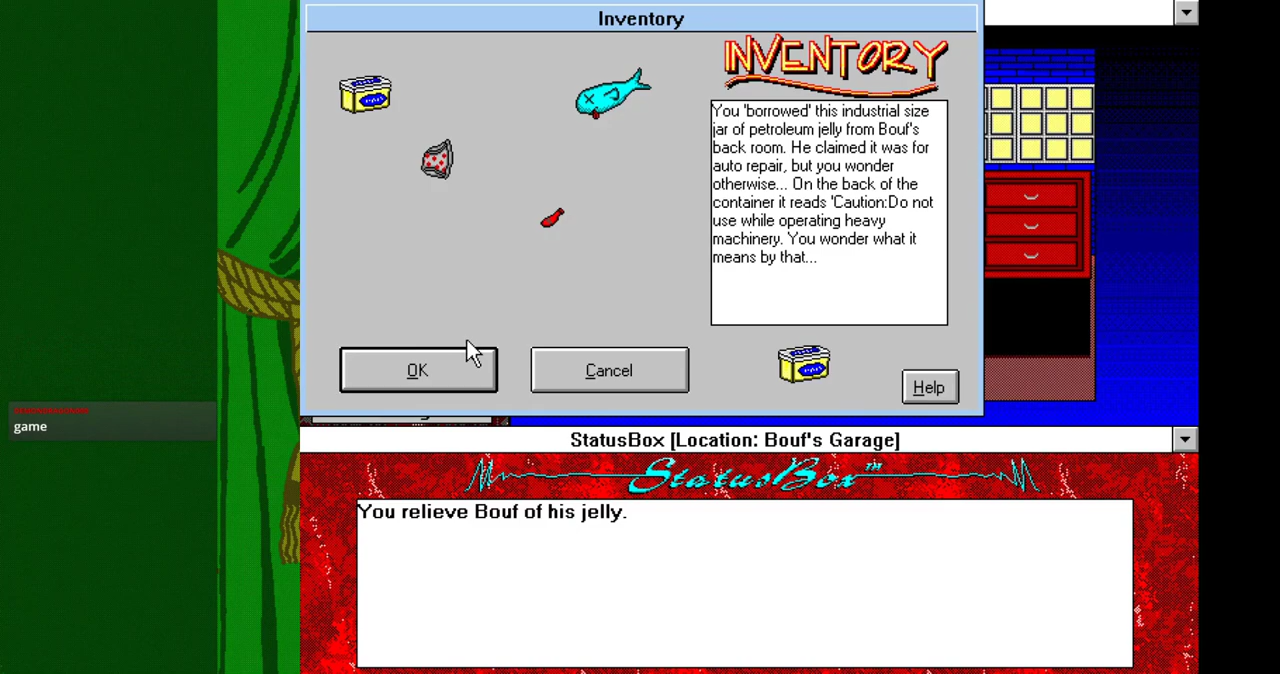 Inventory
INVENTORY
You 'borrowed' this industrial size
jar of petroleum jelly from Bouf's
back room. He claimed it was for
auto repair, but you wonder
otherwise... On the back of the
container it reads 'Caution:Do not
use while operating heavy
machinery. You wonder what it
means by that...
OK
Cancel
Help
game
StatusBox [Location: Bouf's Garage]
StatusBox™
You relieve Bouf of his jelly.